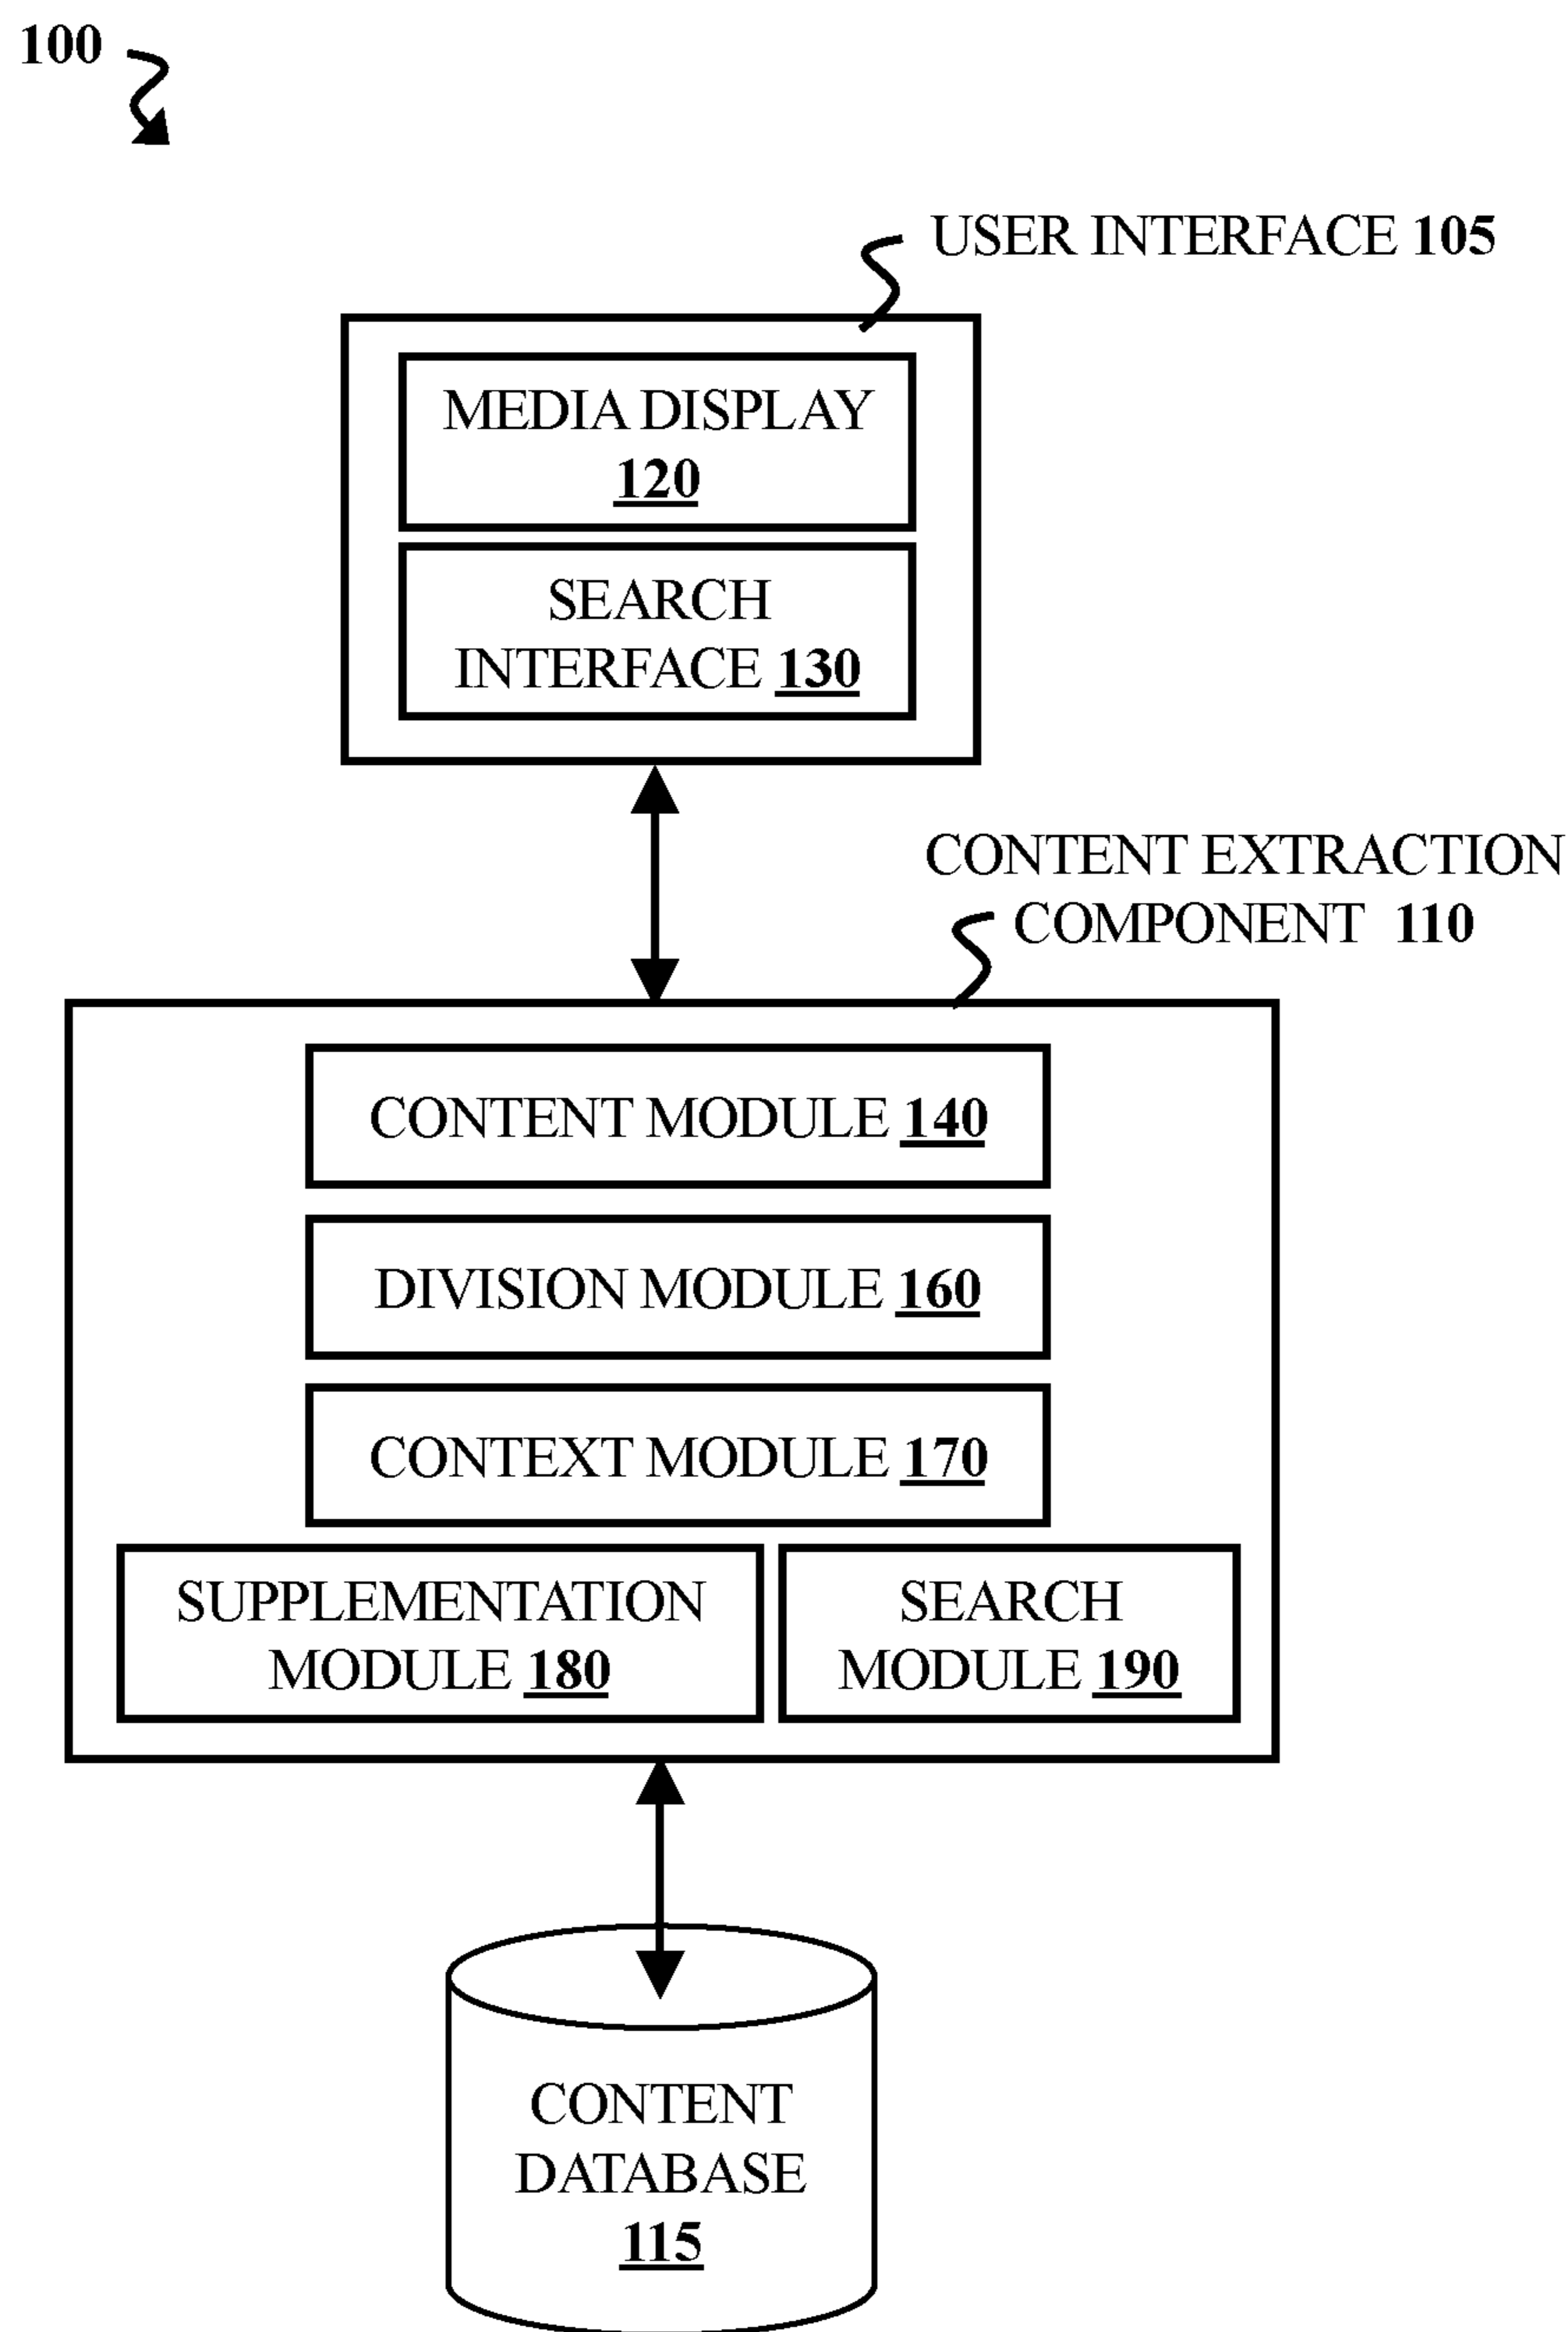 100
USER INTERFACE 105
MEDIA DISPLAY
120
SEARCH
INTERFACE 130
CONTENT EXTRACTION
COMPONENT 110
CONTENT MODULE 140
DIVISION MODULE 160
CONTEXT MODULE 170
SUPPLEMENTATION
MODULE 180
SEARCH
MODULE 190
CONTENT
DATABASE
115